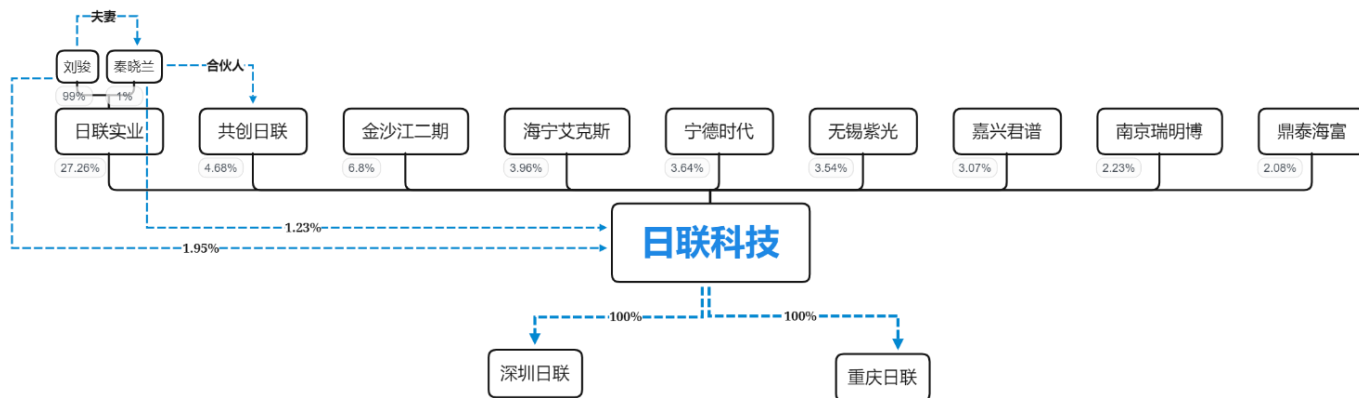 夫妻
刘骏
秦晓兰
合伙人
99%
1%
日联实业
共创日联
金沙江二期
海宁艾克斯
宁德时代
无锡紫光
嘉兴君谱
南京瑞明博
鼎泰海富
27.26%
4.68%
6.8%
3.96%
3.64%
3.54%
3.07%
2.23%
2.08%
1.23%
日联科技
1.95%
100%
100%
深圳日联
重庆日联